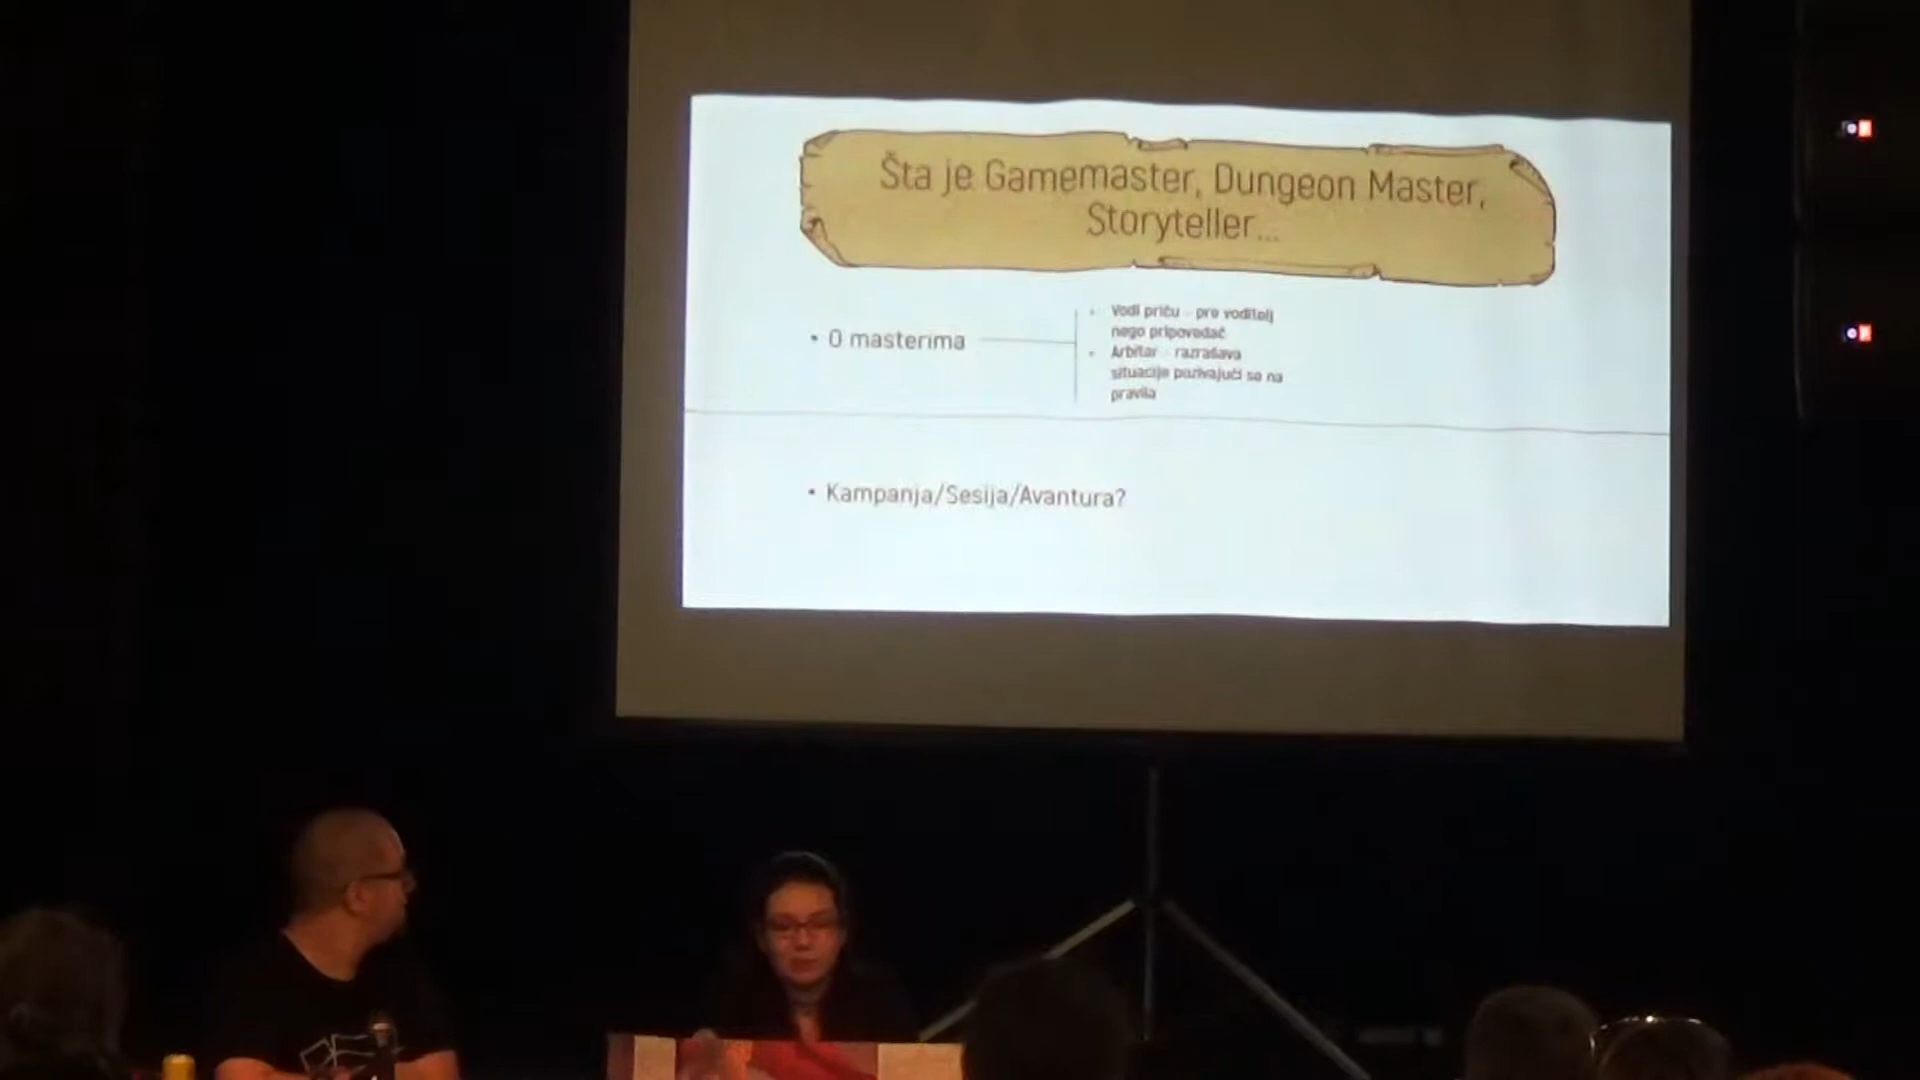 Šta je Gamemaster, Dungeon Master,
Storyteller...
• O masterima
• Vodi priču - pre voditelj
nego pripovedač
• Arbitar - razrašava
situacije pozivajući se na
pravila
• Kampanja/Sesija/Avantura?